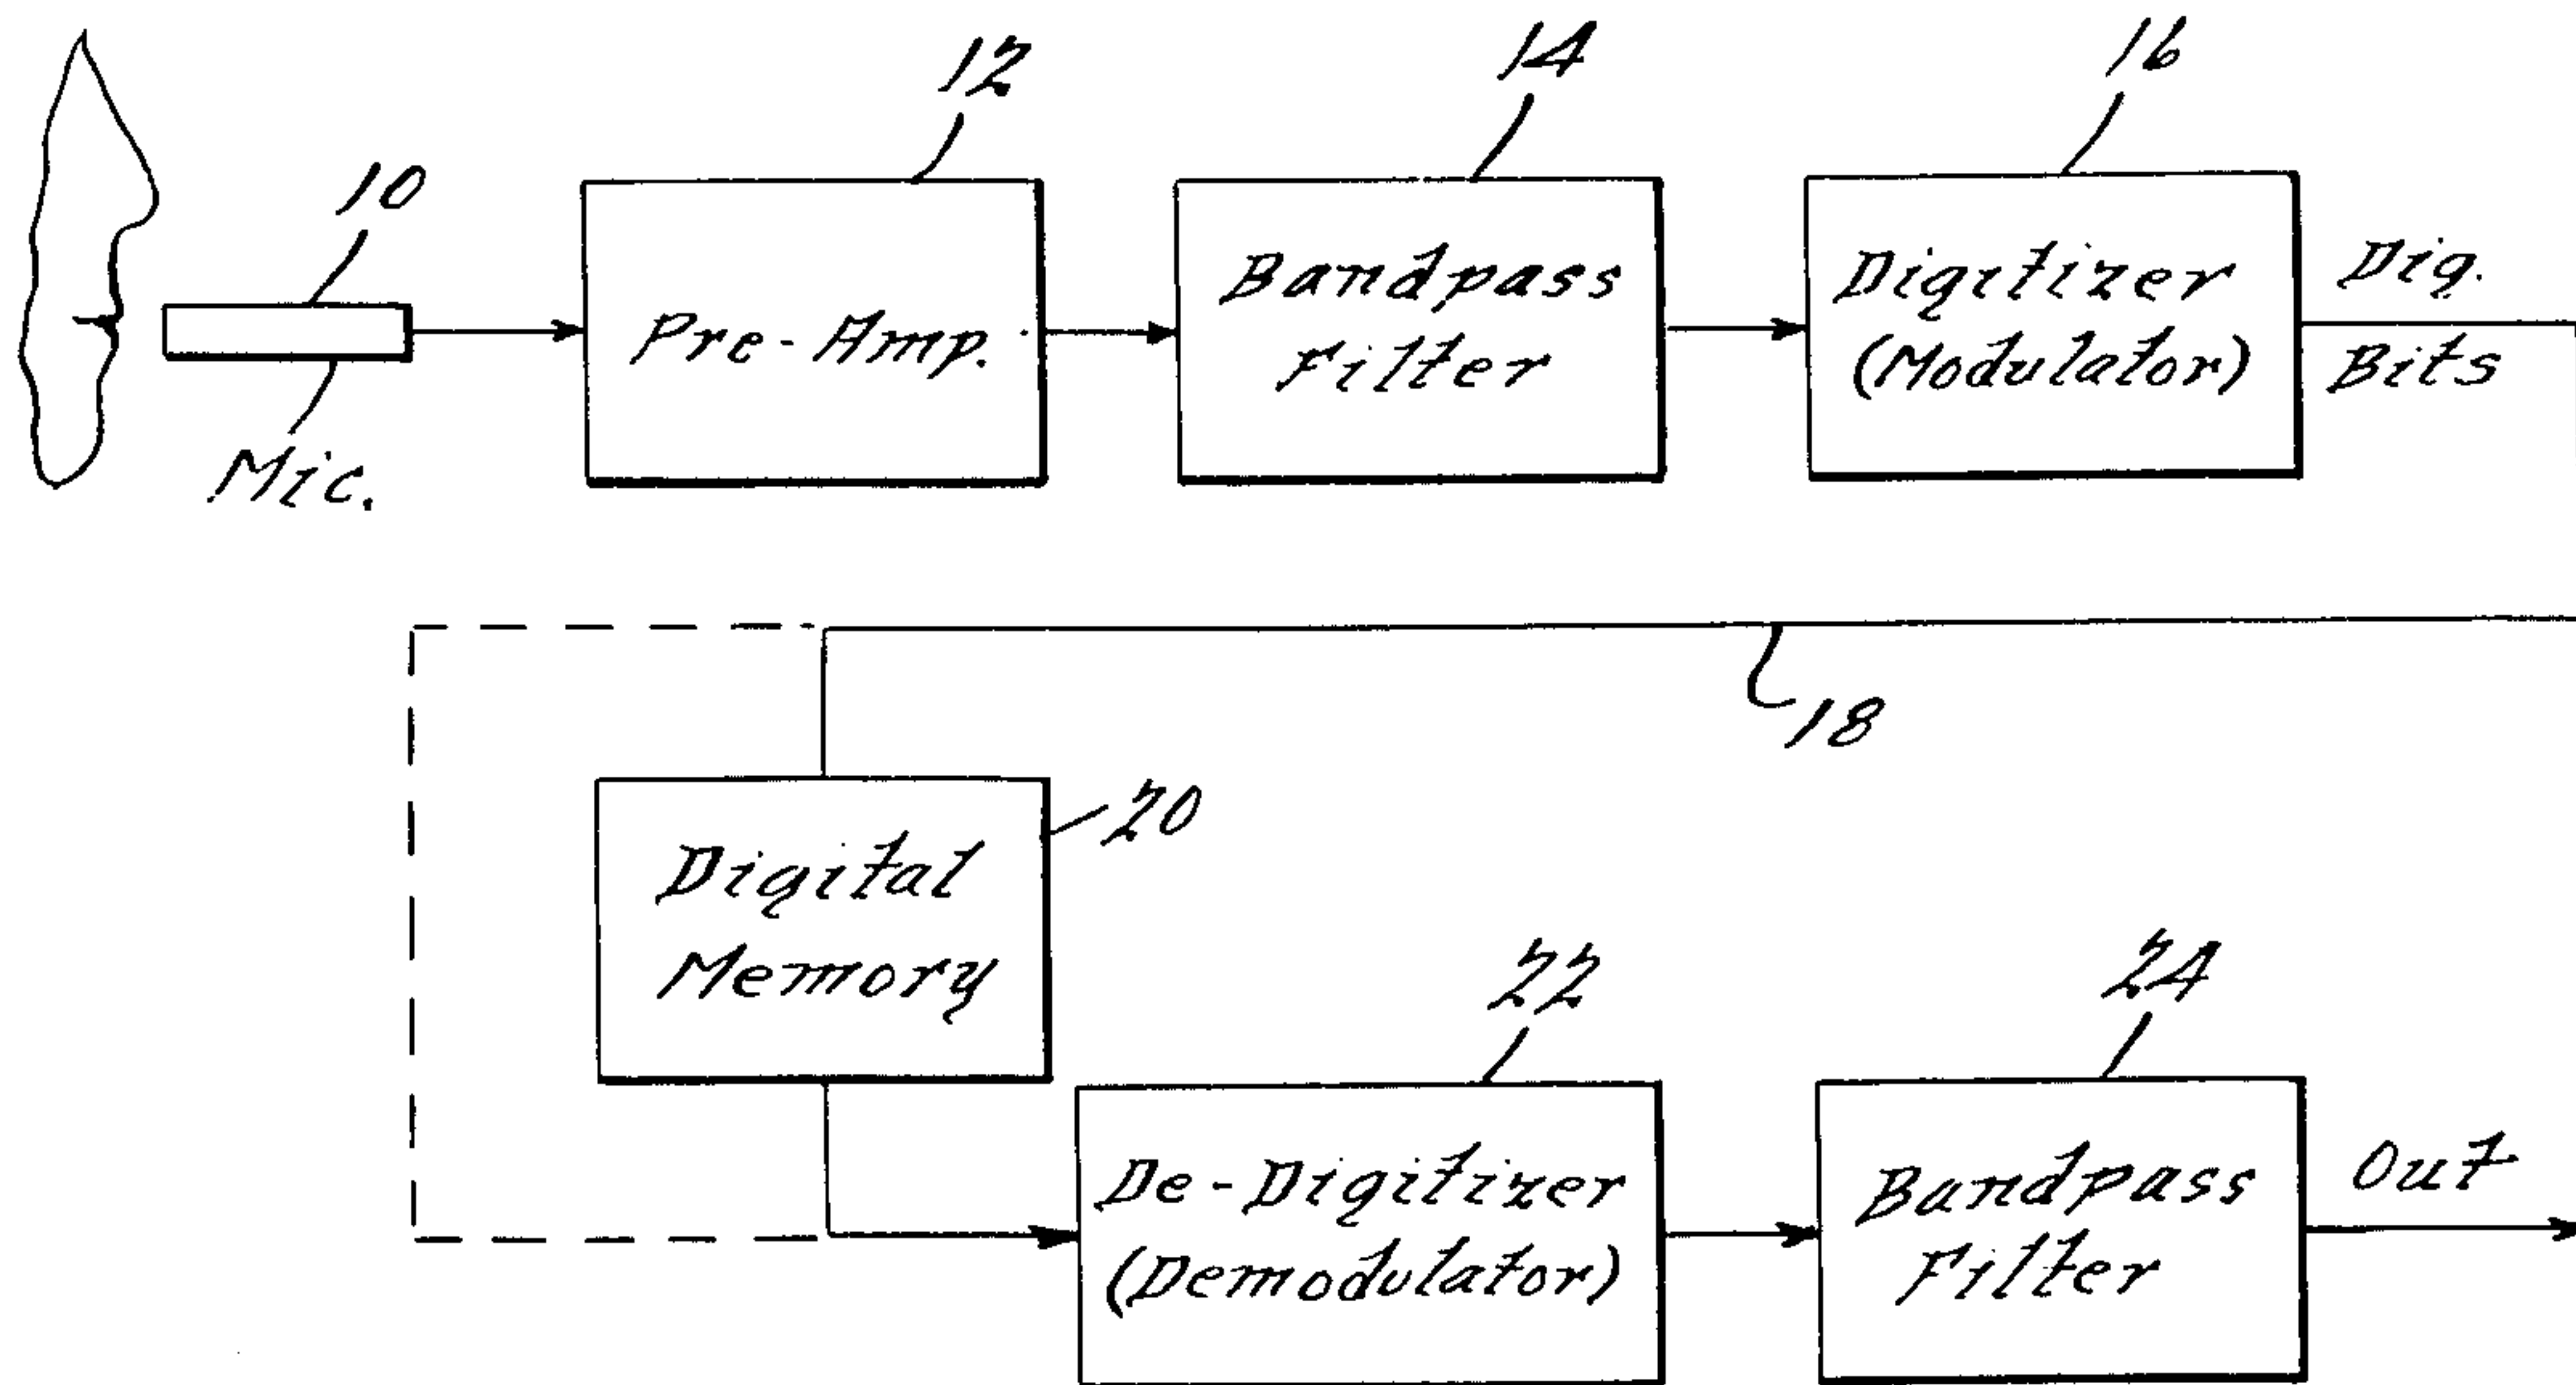 12
14
16
10
Pre-Amp.
Bandpass
Filter
Digitizer
(Modulator)
Dig.
Bits
Mic.
18
20
Digital
Memory
22
24
De-Digitizer
(Demodulator)
Bandpass
Filter
Out